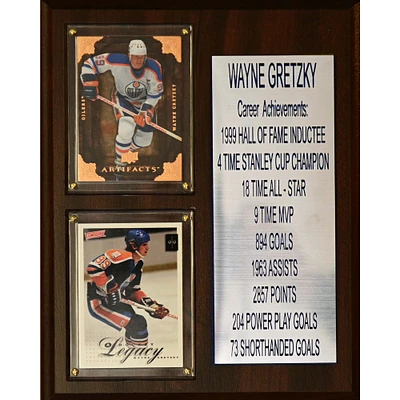 GILBERT
WAYNE GRETZKY
ARTIFACTS
Legacy
WAYNE GRETZKY
Career Achievements:
1999 HALL OF FAME INDUCTEE
4 TIME STANLEY CUP CHAMPION
18 TIME ALL - STAR
9 TIME MVP
894 GOALS
1963 ASSISTS
2857 POINTS
204 POWER PLAY GOALS
73 SHORTHANDED GOALS